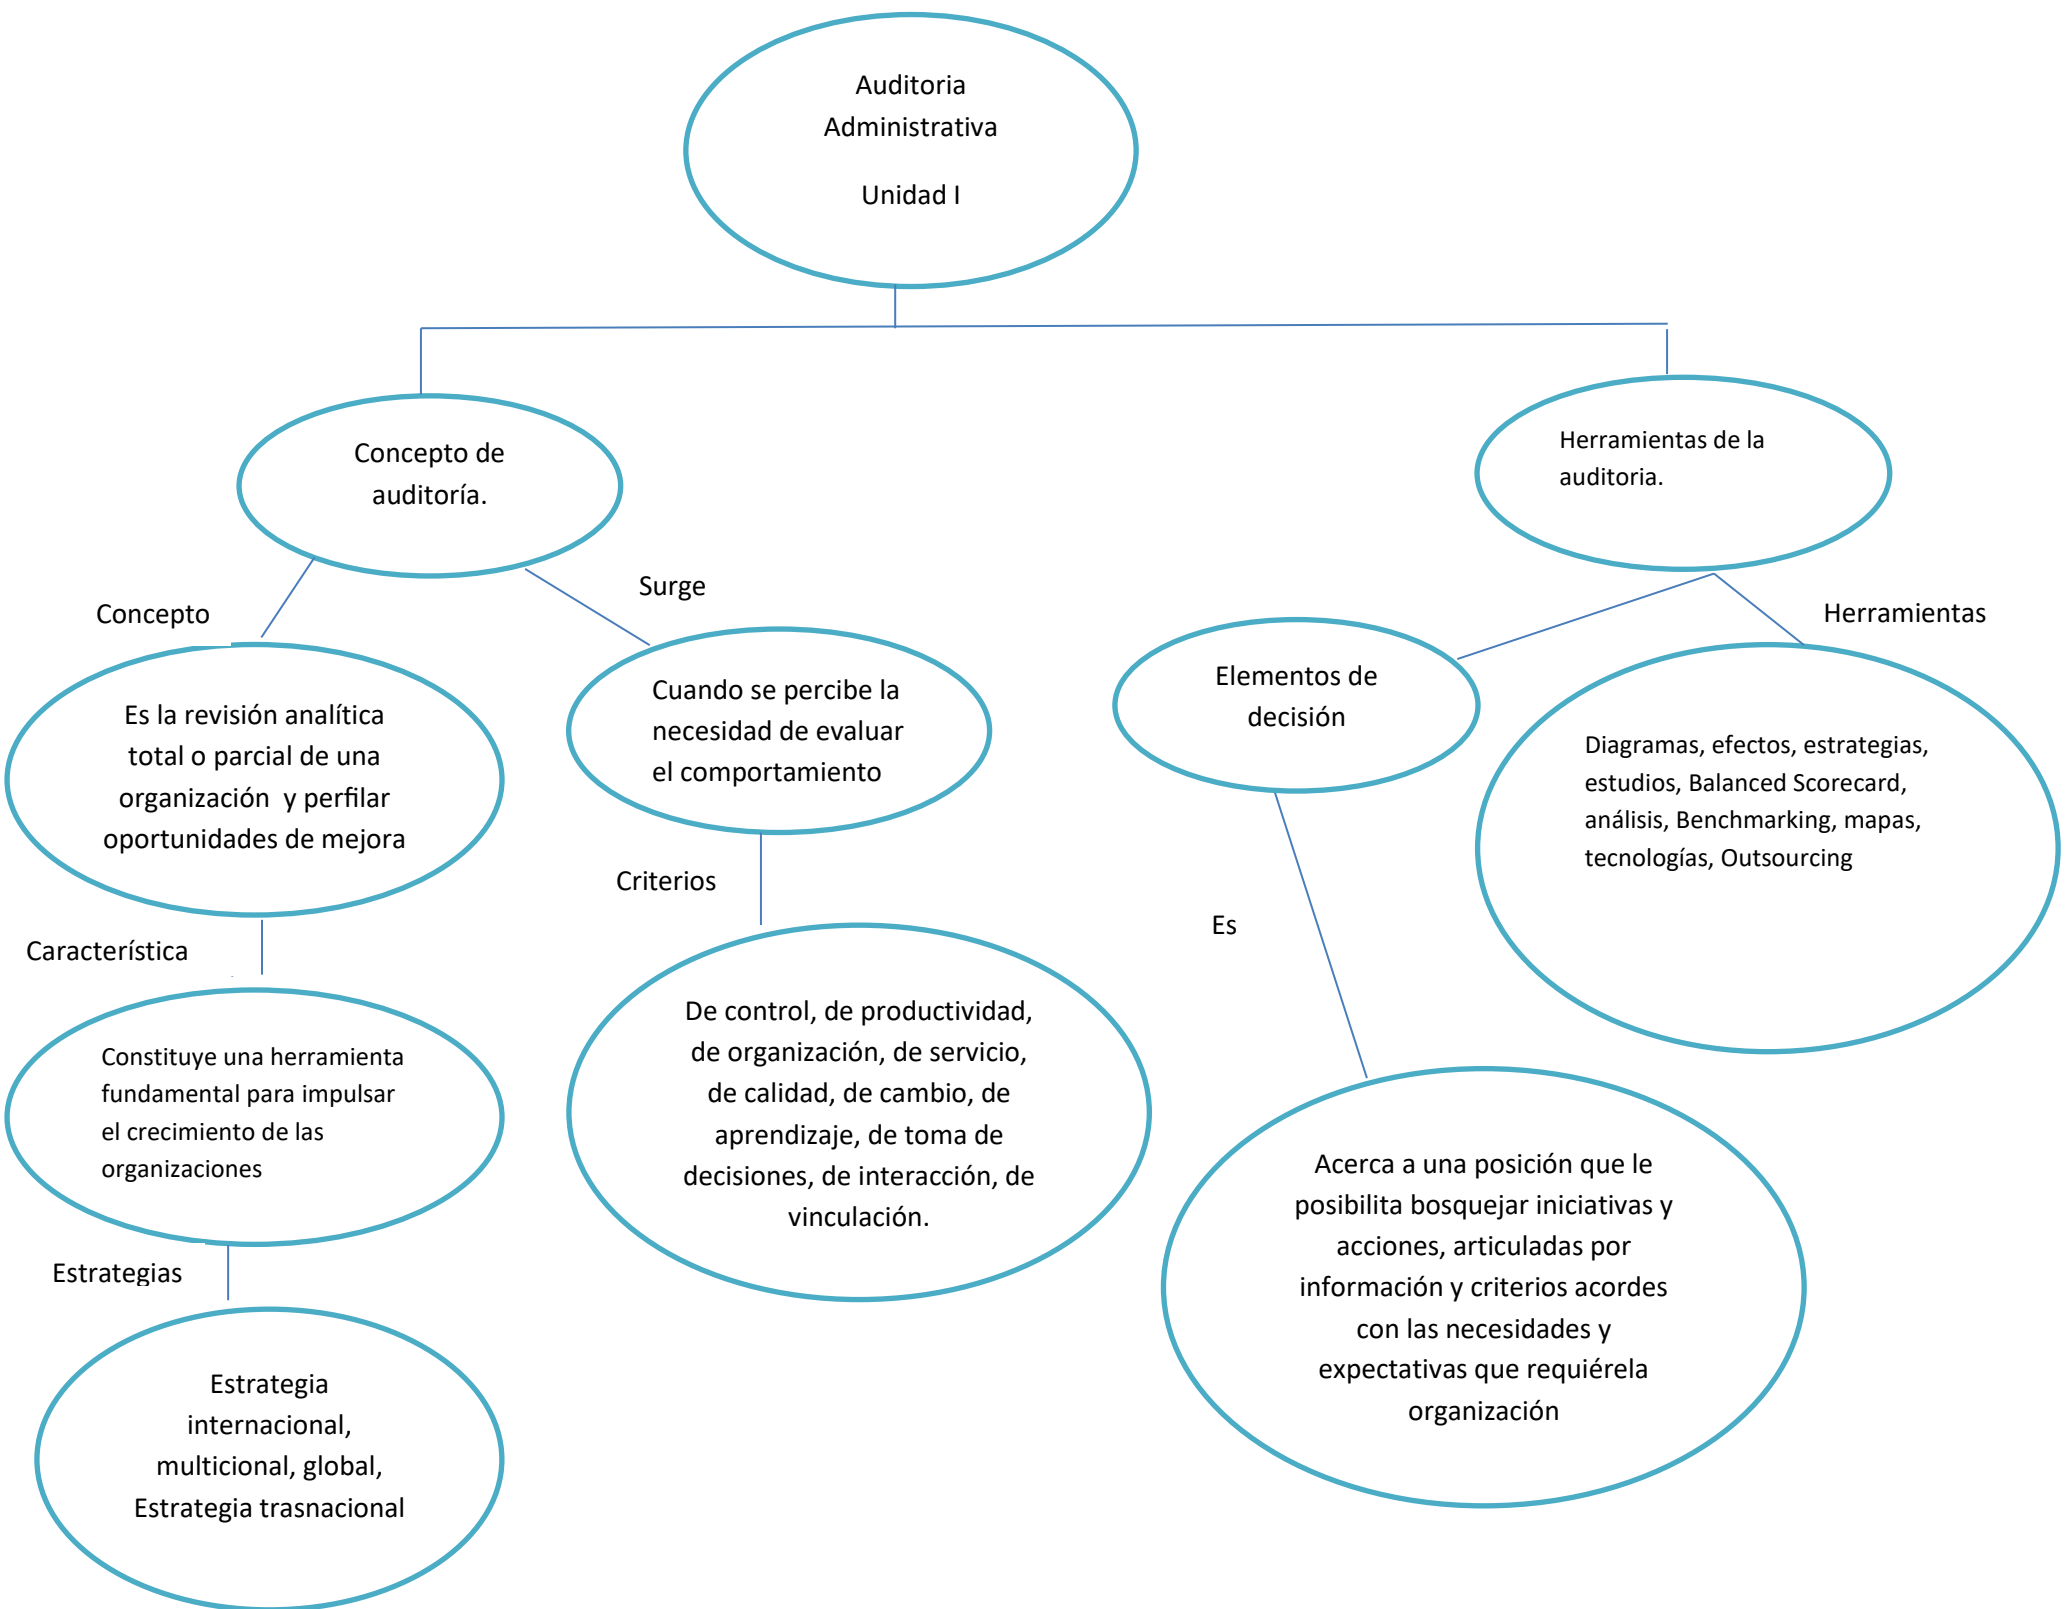 Auditoria
Administrativa
Unidad I
Concepto de
auditoría.
Herramientas de la
auditoria.
Concepto
Surge
Herramientas
Es la revisión analítica
total o parcial de una
organización  y perfilar
oportunidades de mejora
Cuando se percibe la
necesidad de evaluar
el comportamiento
Elementos de
decisión
Diagramas, efectos, estrategias,
estudios, Balanced Scorecard,
análisis, Benchmarking, mapas,
tecnologías, Outsourcing
Característica
Criterios
Es
Constituye una herramienta
fundamental para impulsar
el crecimiento de las
organizaciones
De control, de productividad,
de organización, de servicio,
de calidad, de cambio, de
aprendizaje, de toma de
decisiones, de interacción, de
vinculación.
Acerca a una posición que le
posibilita bosquejar iniciativas y
acciones, articuladas por
información y criterios acordes
con las necesidades y
expectativas que requiérela
organización
Estrategias
Estrategia
internacional,
multicional, global,
Estrategia trasnacional